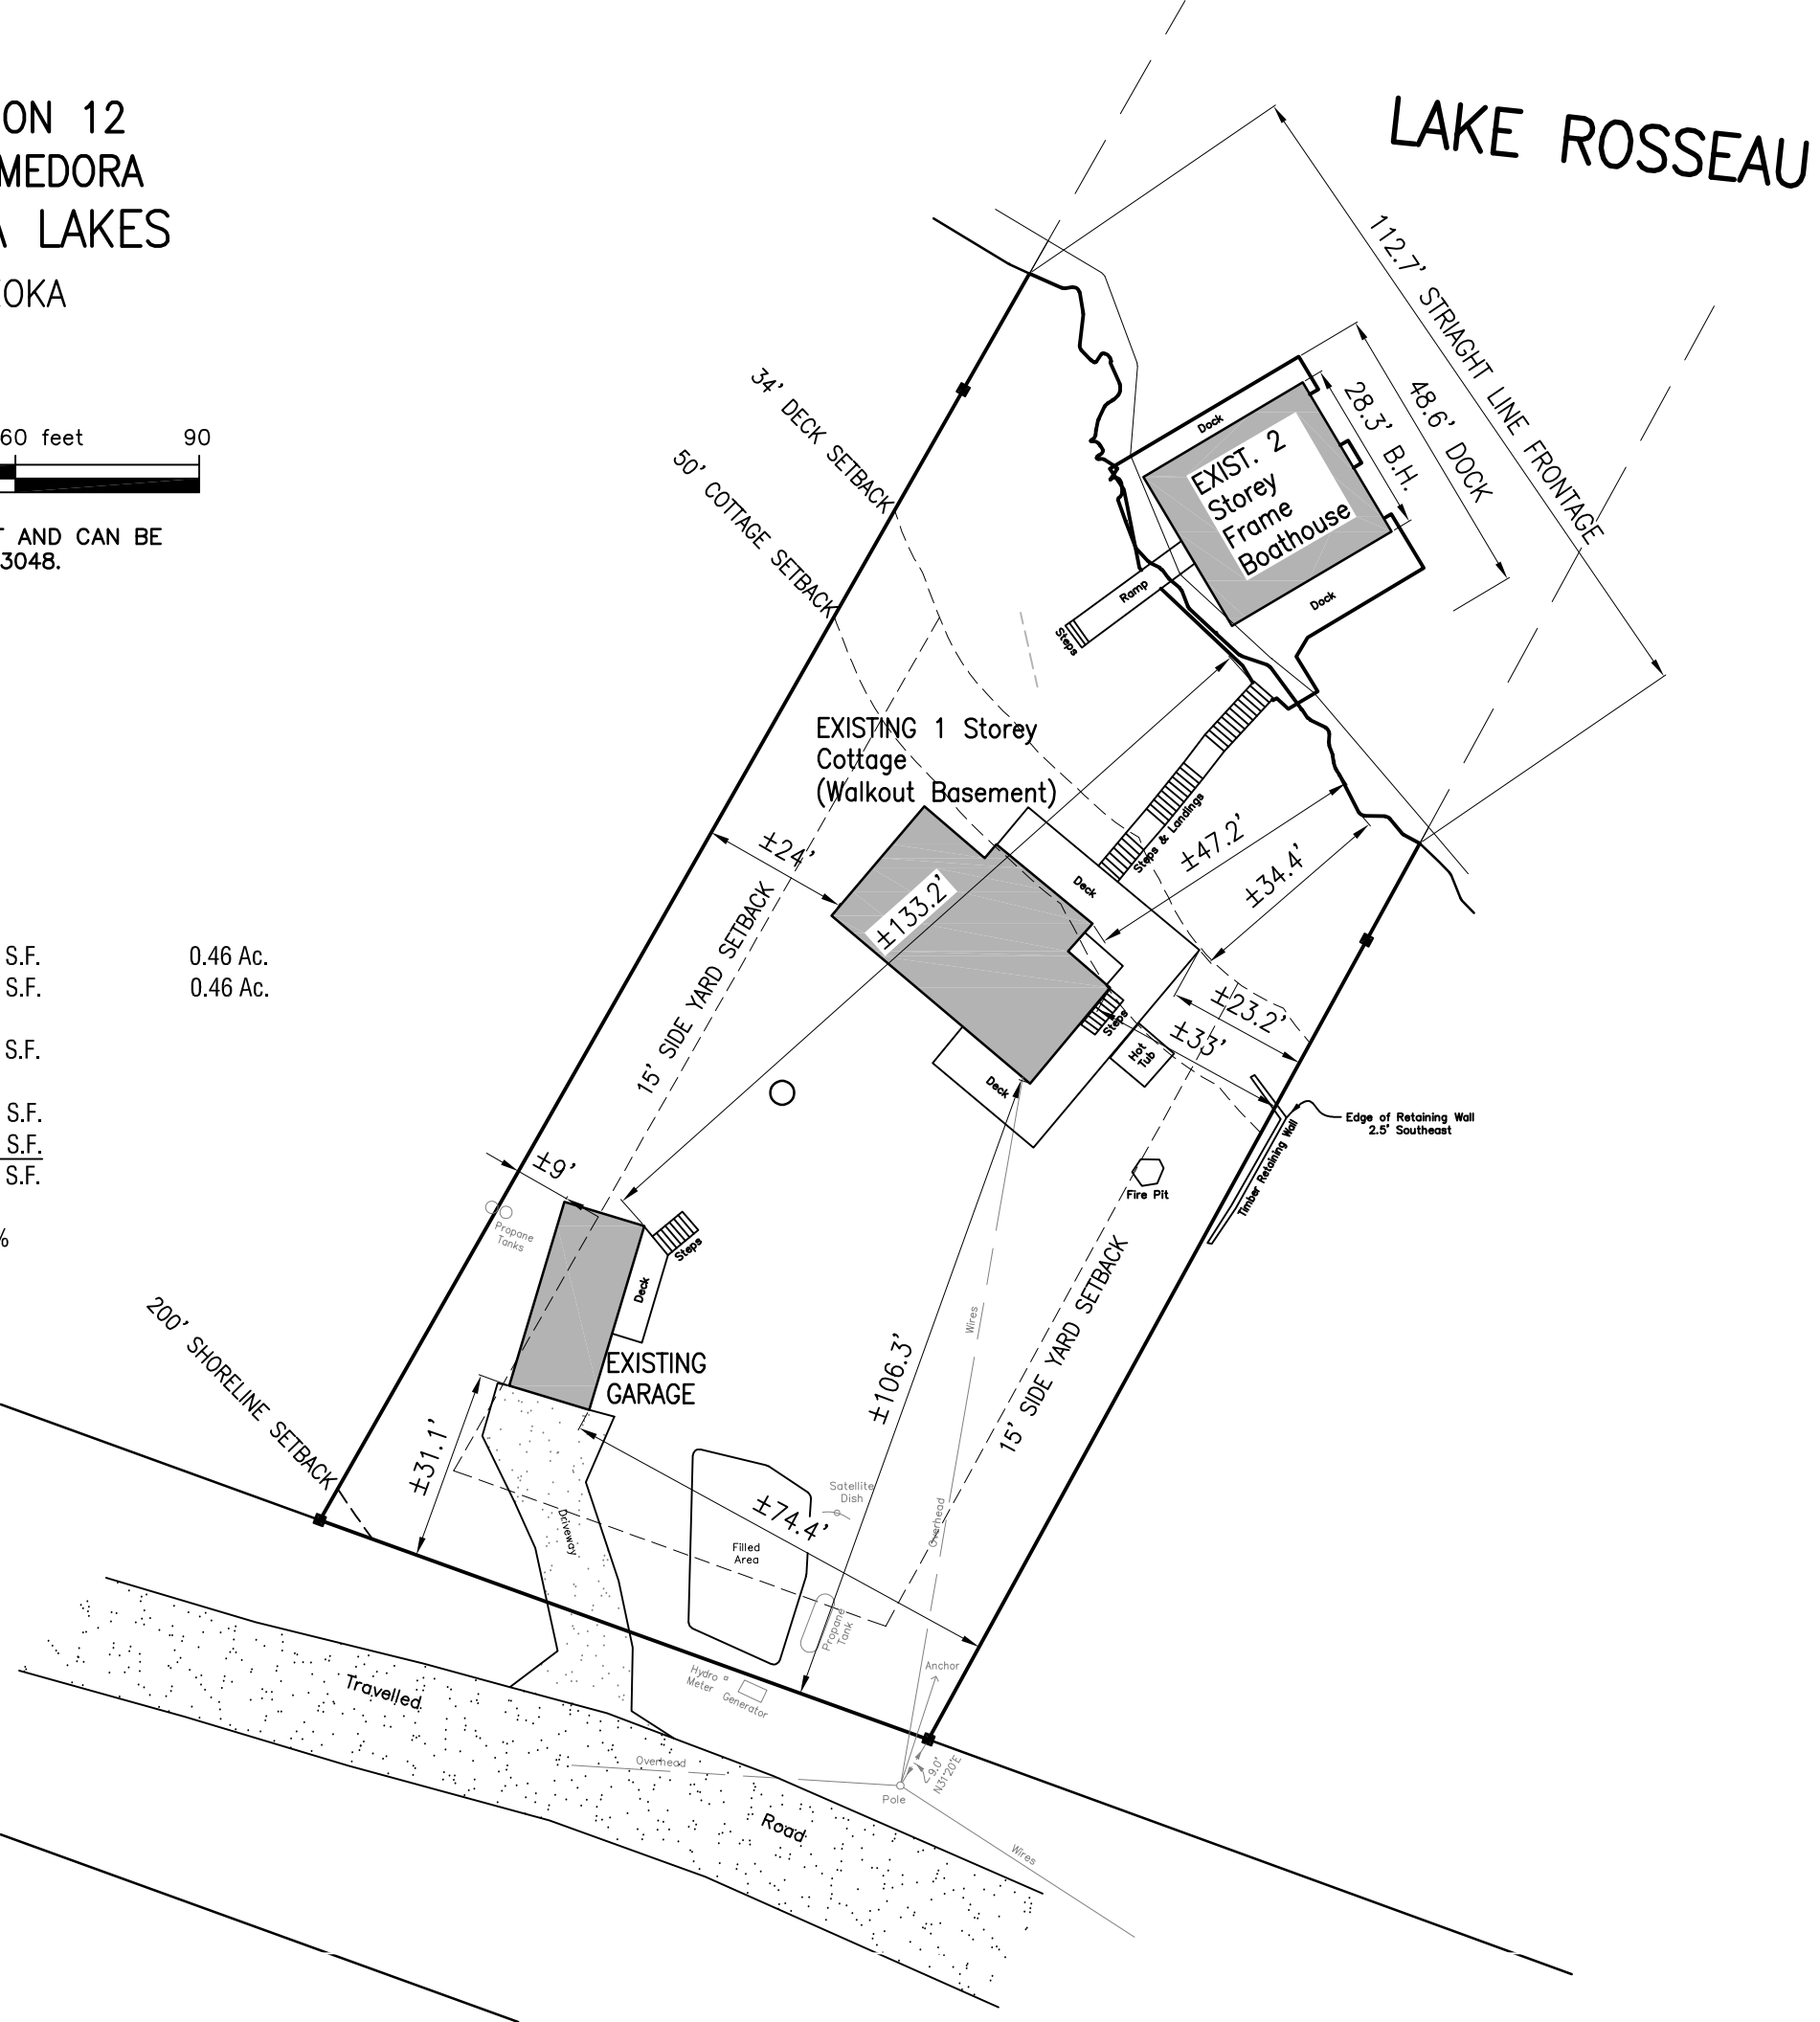 ON 12
MEDORA
A LAKES
OKA
60 feet 90
T AND CAN BE
3048.
S.F. 0.46 Ac.
S.F. 0.46 Ac.
S.F.
S.F.
S.F.
S.F.
%
LAKE ROSSEAU
112.7' STRIAGHT LINE FRONTAGE
48.6' DOCK
28.3' B.H.
Dock
EXIST. 2
Storey
Frame
Boathouse
Dock
Ramp
Steps
34' DECK SETBACK
50' COTTAGE SETBACK
EXISTING 1 Storey
Cottage
(Walkout Basement)
Steps & Landings
±47.2'
±34.4'
±24'
±133.2'
Deck
15' SIDE YARD SETBACK
±23.2'
±33'
Steps
Hot
Tub
Deck
Edge of Retaining Wall
2.5' Southeast
Timber Retaining Wall
Fire Pit
±9'
Propane
Tanks
Steps
Deck
EXISTING
GARAGE
200' SHORELINE SETBACK
±31.1'
Driveway
±106.3'
Wires
15' SIDE YARD SETBACK
±74.4'
Satellite
Dish
Overhead
Filled
Area
Propane
Tank
Hydro
Meter
Generator
Anchor
9.0'
N31°20'E
Pole
Overhead
Wires
Travelled
Road